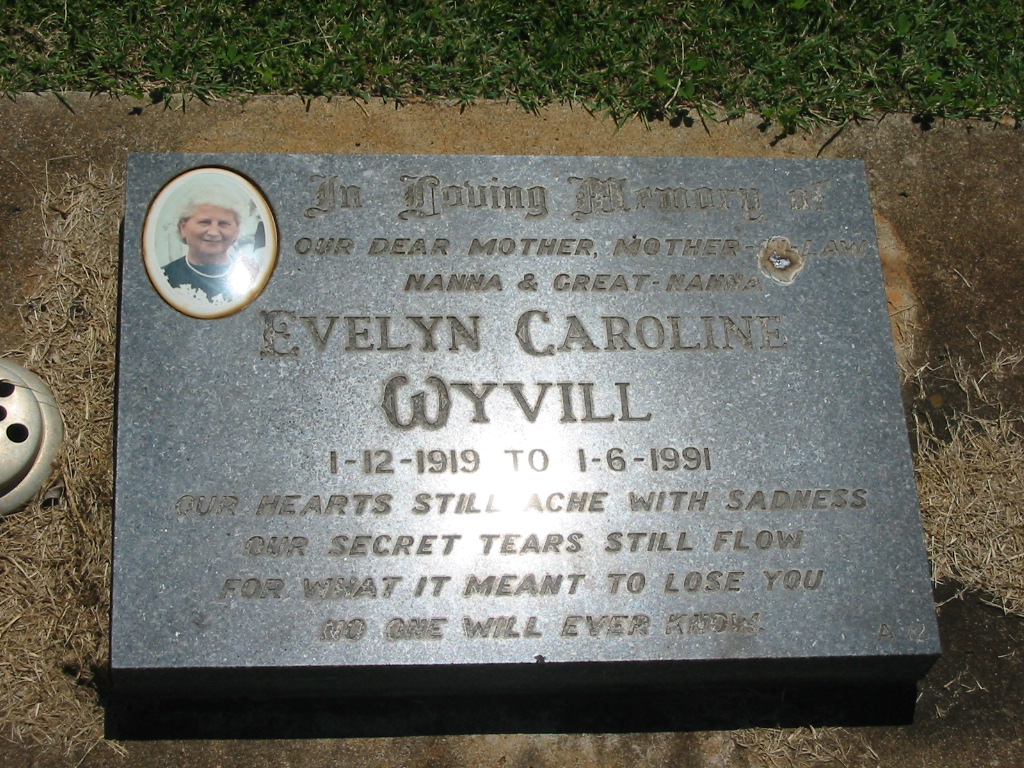 In Loving Memory of
OUR DEAR MOTHER, MOTHER-IN-LAW
NANNA & GREAT-NANNA
EVELYN CAROLINE
WYVILL
1-12-1919 TO 1-6-1991
OUR HEARTS STILL ACHE WITH SADNESS
OUR SECRET TEARS STILL FLOW
FOR WHAT IT MEANT TO LOSE YOU
NO ONE WILL EVER KNOW.
A 12